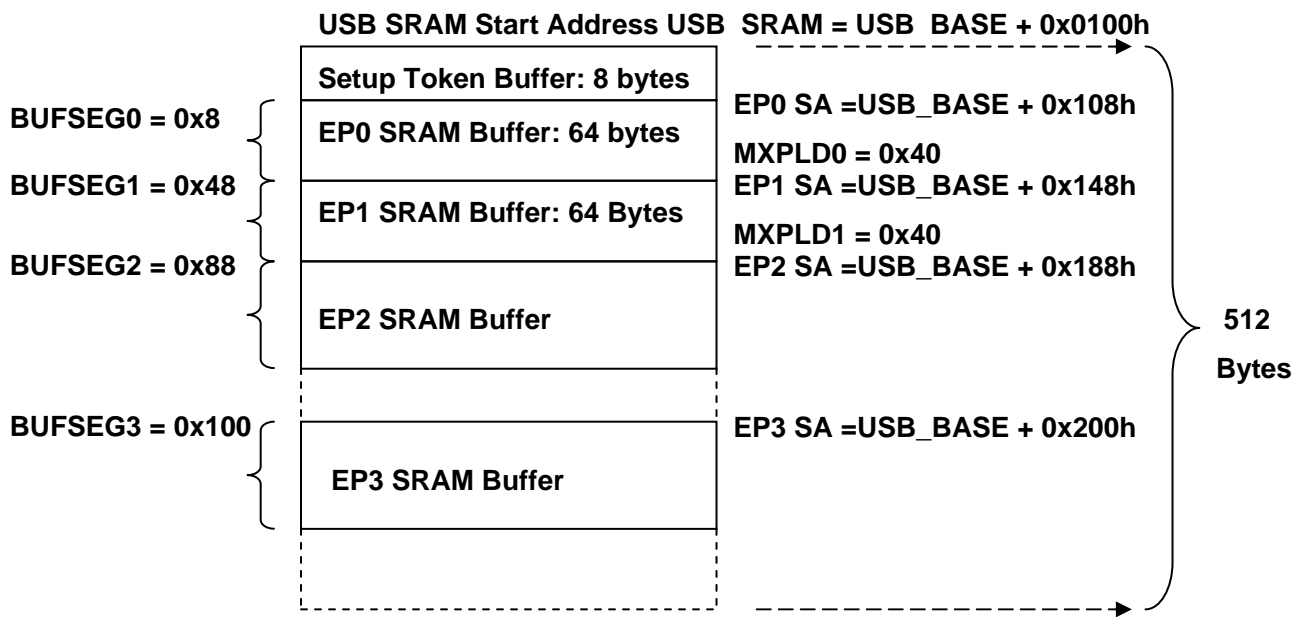 USB SRAM Start Address USB SRAM = USB BASE + 0x0100h
Setup Token Buffer: 8 bytes
BUFSEG0 = 0x8
EP0 SRAM Buffer: 64 bytes
EP0 SA =USB_BASE + 0x108h
MXPLD0 = 0x40
BUFSEG1 = 0x48
EP1 SRAM Buffer: 64 Bytes
EP1 SA =USB_BASE + 0x148h
MXPLD1 = 0x40
BUFSEG2 = 0x88
EP2 SRAM Buffer
EP2 SA =USB_BASE + 0x188h
512
Bytes
BUFSEG3 = 0x100
EP3 SRAM Buffer
EP3 SA =USB_BASE + 0x200h